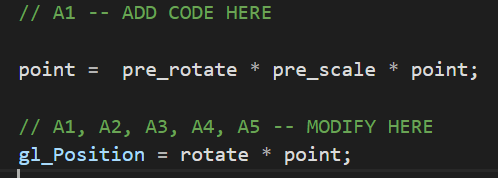 // A1 -- ADD CODE HERE
point =  pre_rotate * pre_scale * point;
// A1, A2, A3, A4, A5 -- MODIFY HERE
gl_Position = rotate * point;